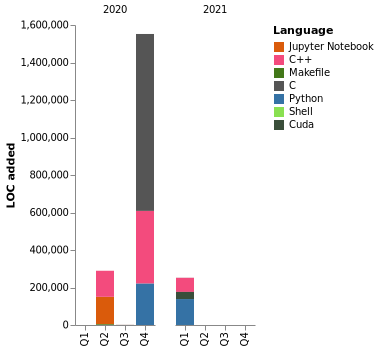 2020
2021
LOC added
1,600,000
1,400,000
1,200,000
1,000,000
800,000
600,000
400,000
200,000
0
Q1
Q2
Q3
Q4
Q1
Q2
Q3
Q4
Language
Jupyter Notebook
C++
Makefile
C
Python
Shell
Cuda